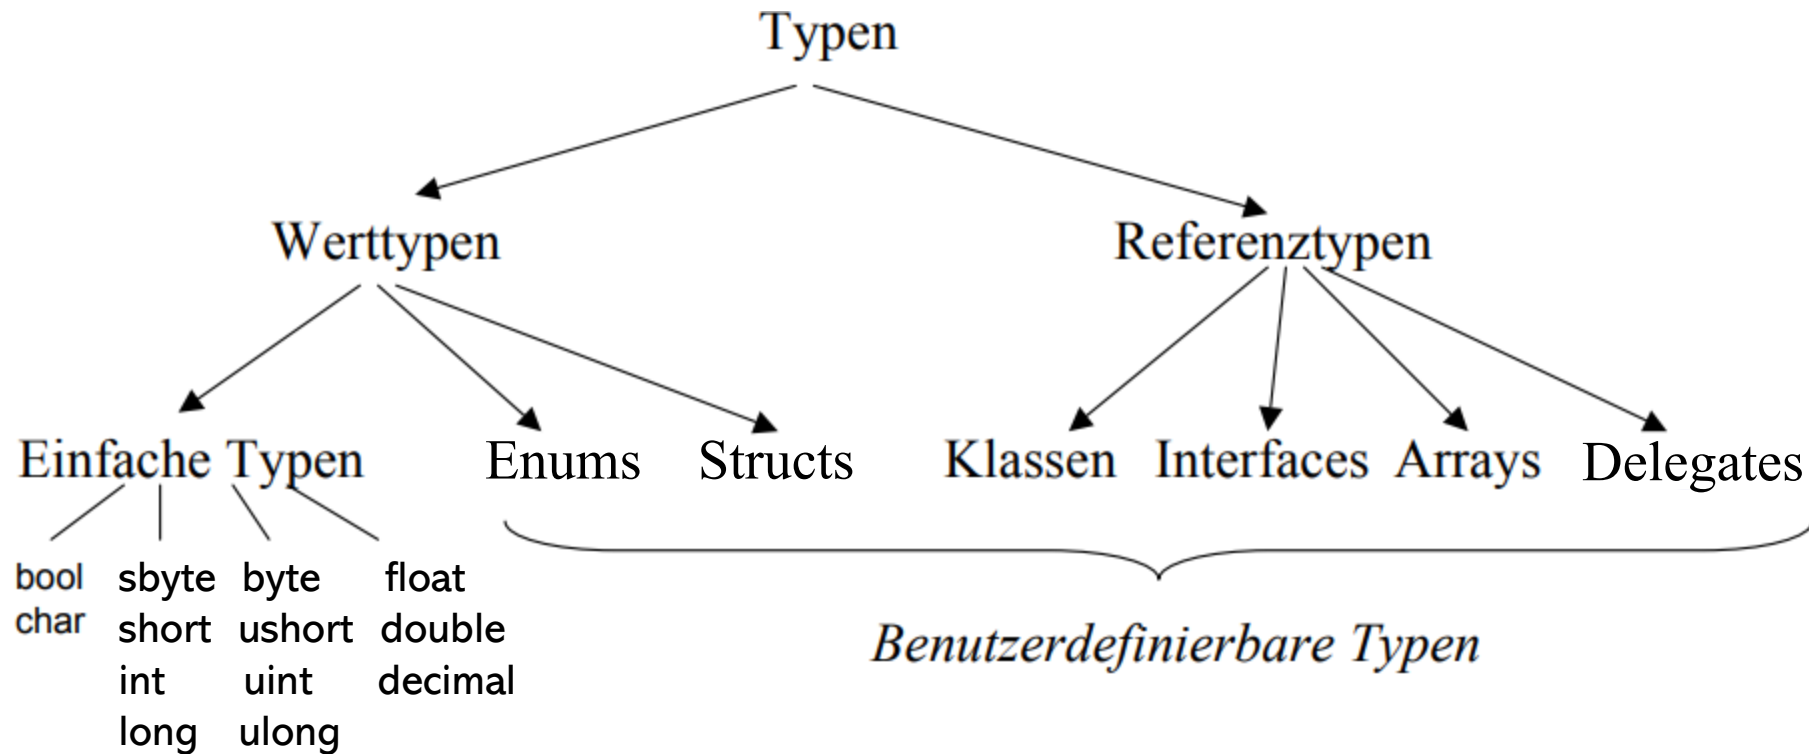 Typen
Werttypen Referenztypen
Einfache Typen Enums Structs Klassen Interfaces Arrays Delegates
bool sbyte byte float
char short ushort double
int uint decimal
long ulong
Benutzerdefinierbare Typen